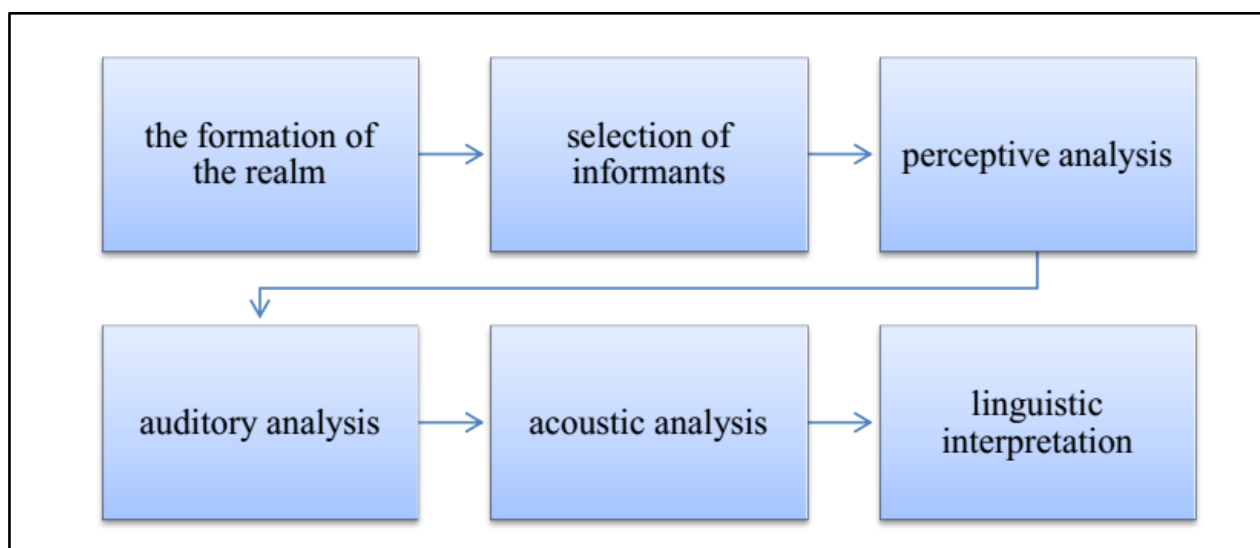 the formation of
the realm
selection of
informants
perceptive analysis
auditory analysis
acoustic analysis
linguistic
interpretation